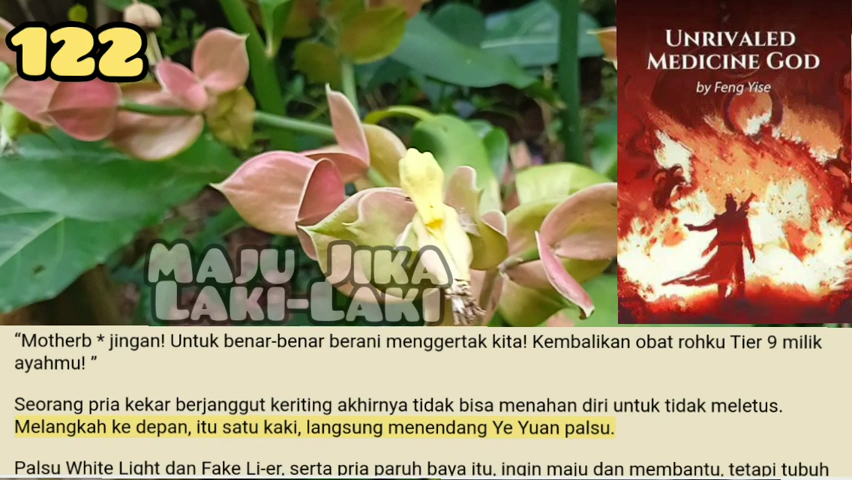 122
UNRIVALED
MEDICINE GOD
by Feng Yise
MAJU JIKA
LAKI-LAKI
“Motherb * jingan! Untuk benar-benar berani menggertak kita! Kembalikan obat rohku Tier 9 milik
ayahmu! ”
Seorang pria kekar berjanggut keriting akhirnya tidak bisa menahan diri untuk tidak meletus.
Melangkah ke depan, itu satu kaki, langsung menendang Ye Yuan palsu.
Palsu White Light dan Fake Li-er, serta pria paruh baya itu, ingin maju dan membantu, tetapi tubuh